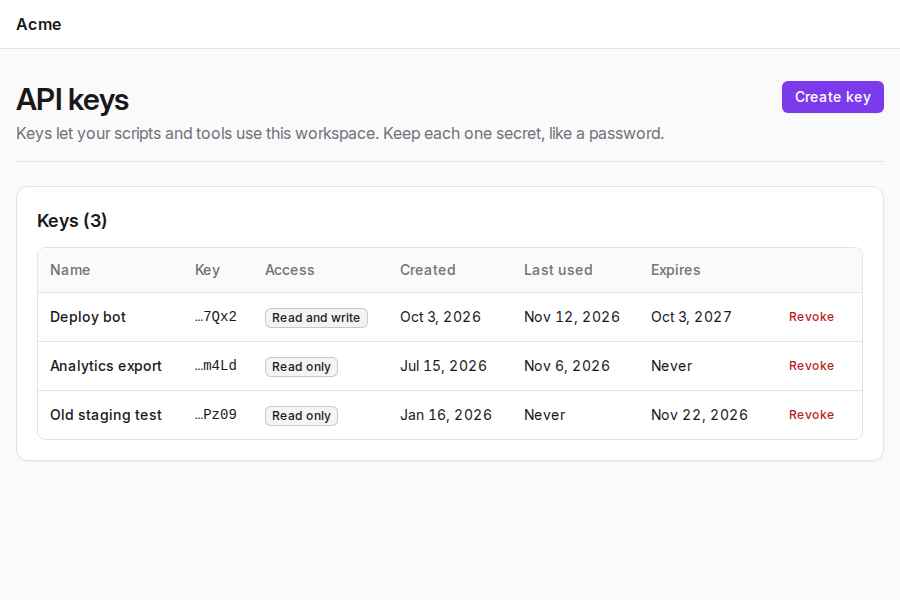 Acme
API keys
Create key
Keys let your scripts and tools use this workspace. Keep each one secret, like a password.
Keys (3)
Name Key Access Created Last used Expires
Deploy bot …7Qx2 Read and write Oct 3, 2026 Nov 12, 2026 Oct 3, 2027 Revoke
Analytics export …m4Ld Read only Jul 15, 2026 Nov 6, 2026 Never Revoke
Old staging test …Pz09 Read only Jan 16, 2026 Never Nov 22, 2026 Revoke